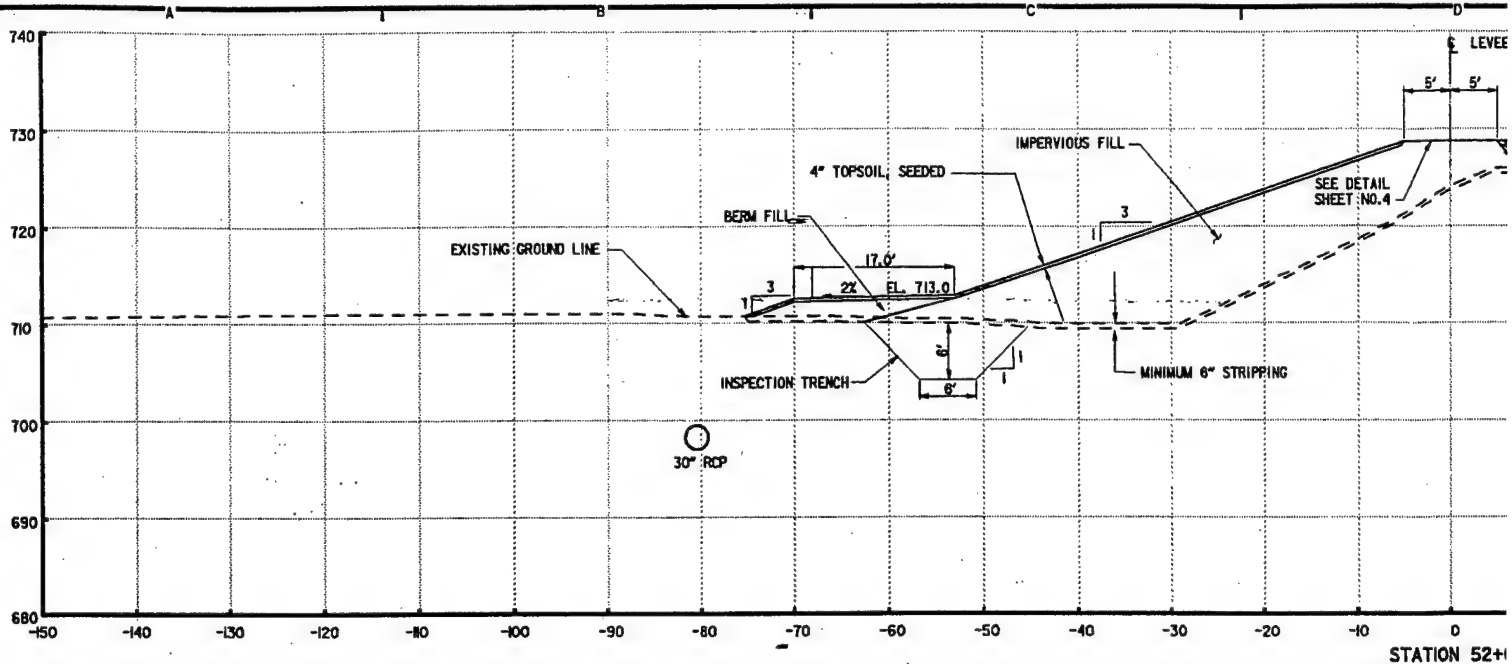 A B C D
740
℄ LEVEE
5' 5'
730
IMPERVIOUS FILL
4" TOPSOIL, SEEDED
SEE DETAIL
SHEET NO.4
BERM FILL
3
1
720
EXISTING GROUND LINE
17.0'
3
1
2% EL. 713.0
710
6'
1
1
INSPECTION TRENCH
6'
MINIMUM 6" STRIPPING
700
30" RCP
690
680
-150 -140 -130 -120 -110 -100 -90 -80 -70 -60 -50 -40 -30 -20 -10 0
STATION 52+